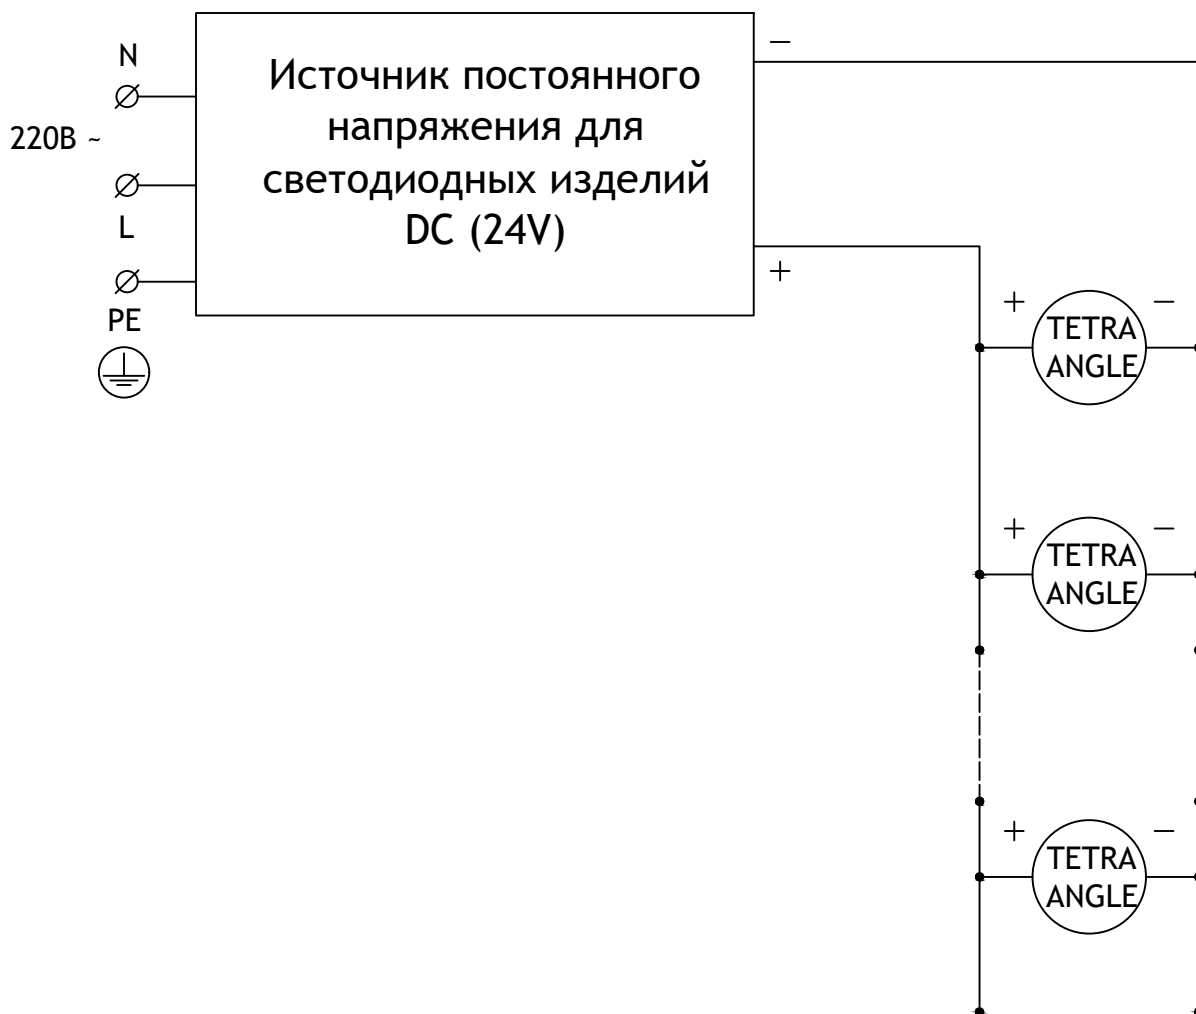 N
220В ~
L
PE
Источник постоянного
напряжения для
светодиодных изделий
DC (24V)
−
+
+
−
TETRA
ANGLE
+
−
TETRA
ANGLE
+
−
TETRA
ANGLE